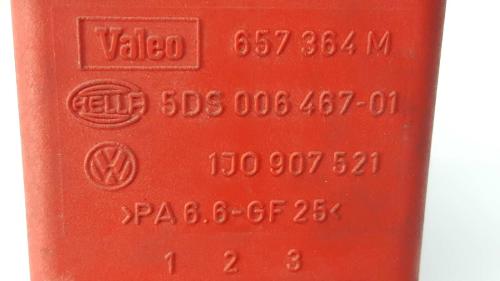 Valeo 657 364 M
HELLA 5DS 006 467-01
VW 1J0 907 521
>PA 6.6-GF 25<
1 2 3